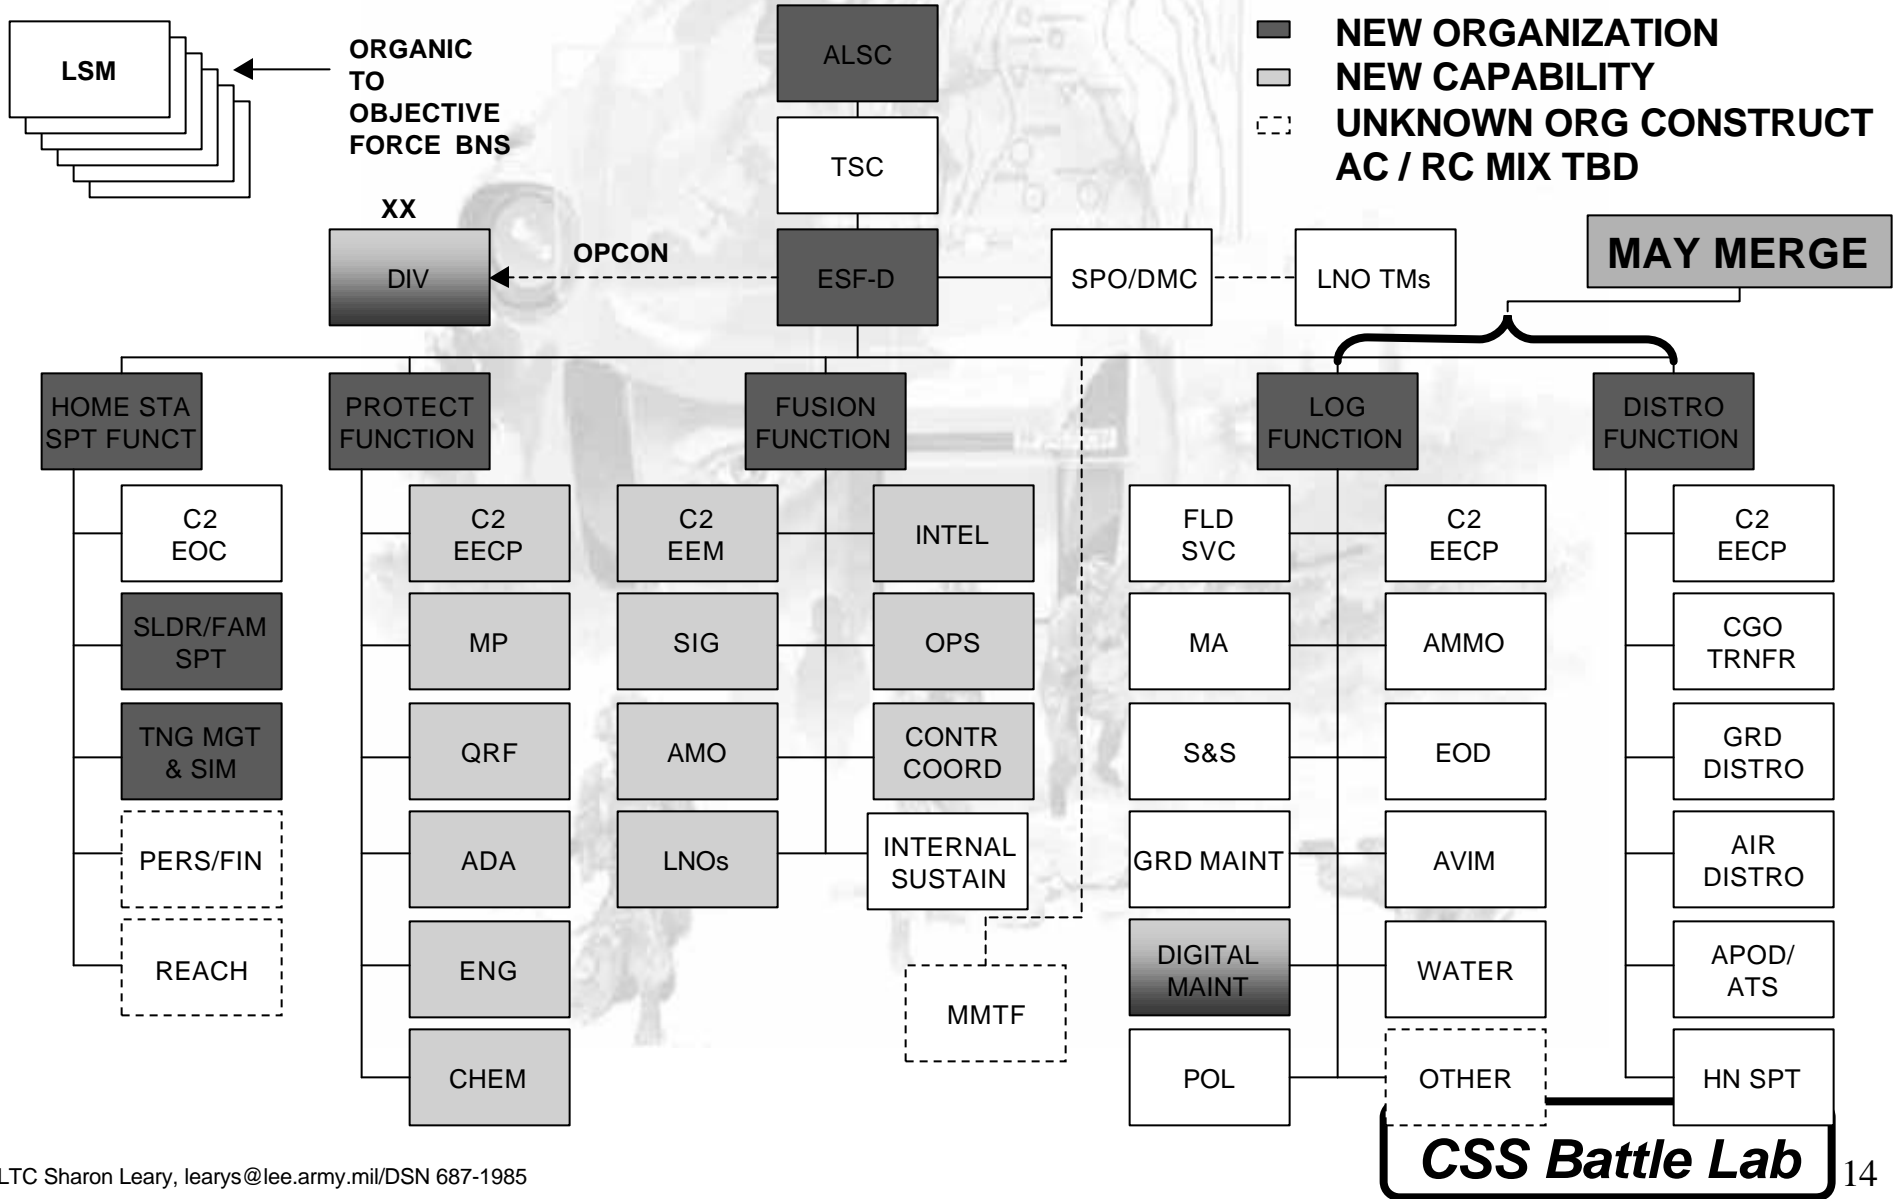 LSM
ORGANIC
TO
OBJECTIVE
FORCE BNS
ALSC
TSC
NEW ORGANIZATION
NEW CAPABILITY
UNKNOWN ORG CONSTRUCT
AC / RC MIX TBD
XX
DIV
OPCON
ESF-D
SPO/DMC
LNO TMs
MAY MERGE
HOME STA
SPT FUNCT
PROTECT
FUNCTION
FUSION
FUNCTION
LOG
FUNCTION
DISTRO
FUNCTION
C2
EOC
SLDR/FAM
SPT
TNG MGT
& SIM
PERS/FIN
REACH
C2
EECP
MP
QRF
ADA
ENG
CHEM
C2
EEM
SIG
AMO
LNOs
INTEL
OPS
CONTR
COORD
INTERNAL
SUSTAIN
MMTF
FLD
SVC
MA
S&S
GRD MAINT
DIGITAL
MAINT
POL
C2
EECP
AMMO
EOD
AVIM
WATER
OTHER
C2
EECP
CGO
TRNFR
GRD
DISTRO
AIR
DISTRO
APOD/
ATS
HN SPT
LTC Sharon Leary, learys@lee.army.mil/DSN 687-1985
CSS Battle Lab
14